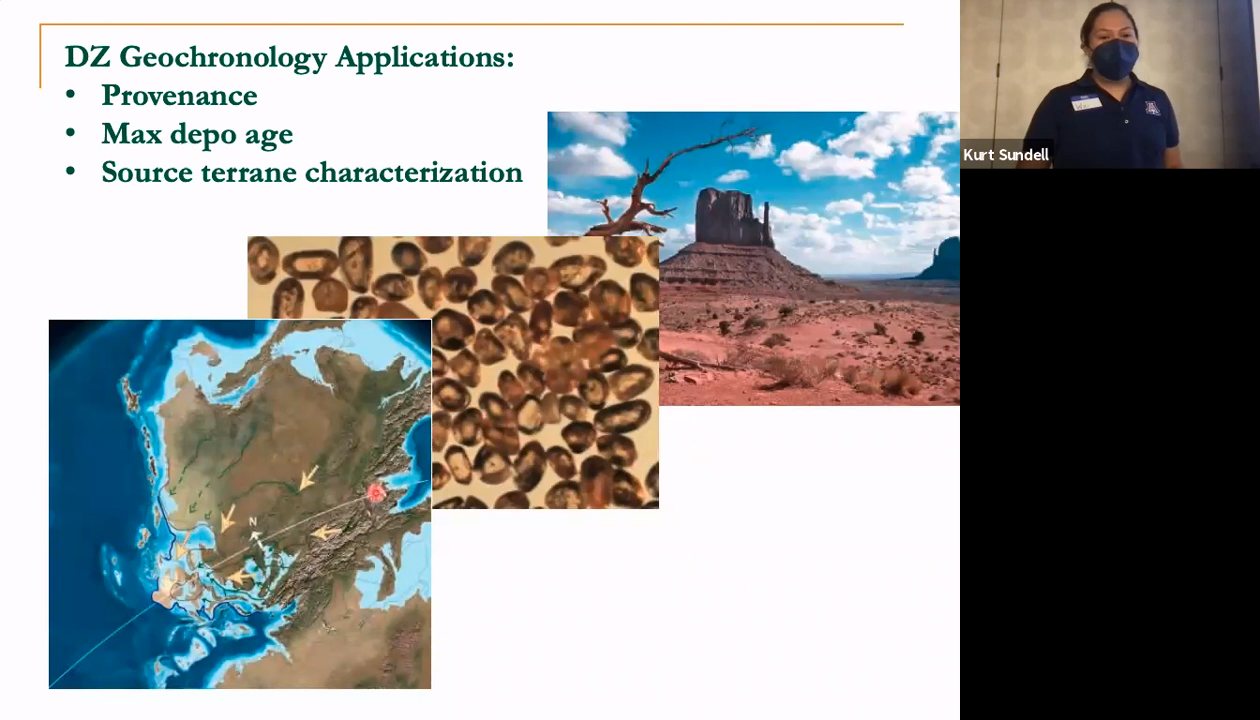 DZ Geochronology Applications:
• Provenance
• Max depo age
• Source terrane characterization
Kurt Sundell
N